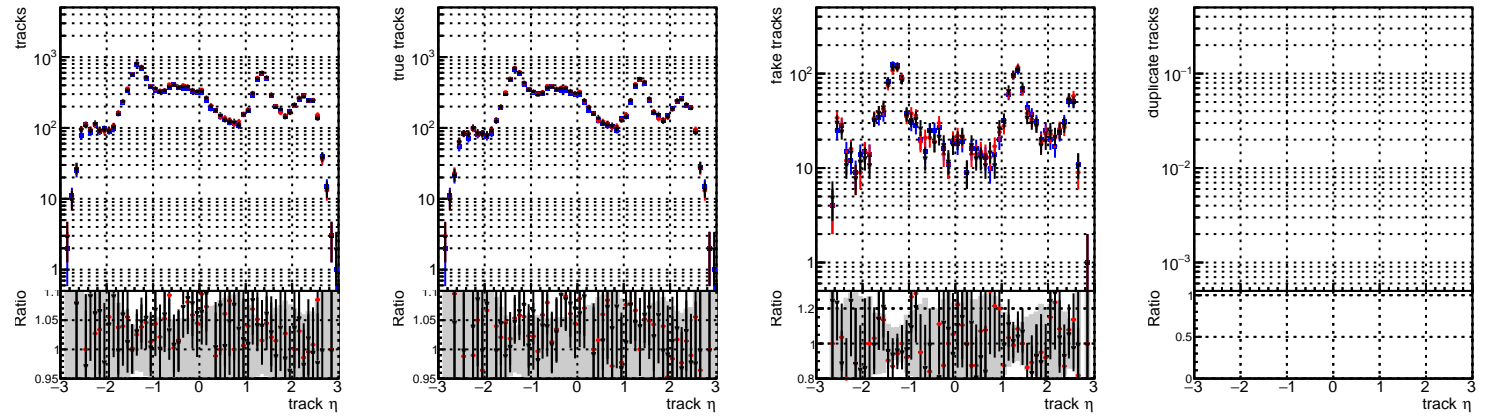 tracks
10³
10²
10
1
Ratio
1.1
1.05
1
0.95
−3 −2 −1 0 1 2 3
track η
true tracks
10³
10²
10
1
Ratio
1.1
1.05
1
0.95
−3 −2 −1 0 1 2 3
track η
fake tracks
10²
10
1
Ratio
1.2
1
0.8
−3 −2 −1 0 1 2 3
track η
duplicate tracks
10⁻¹
10⁻²
10⁻³
Ratio
1
0.5
0
−3 −2 −1 0 1 2 3
track η